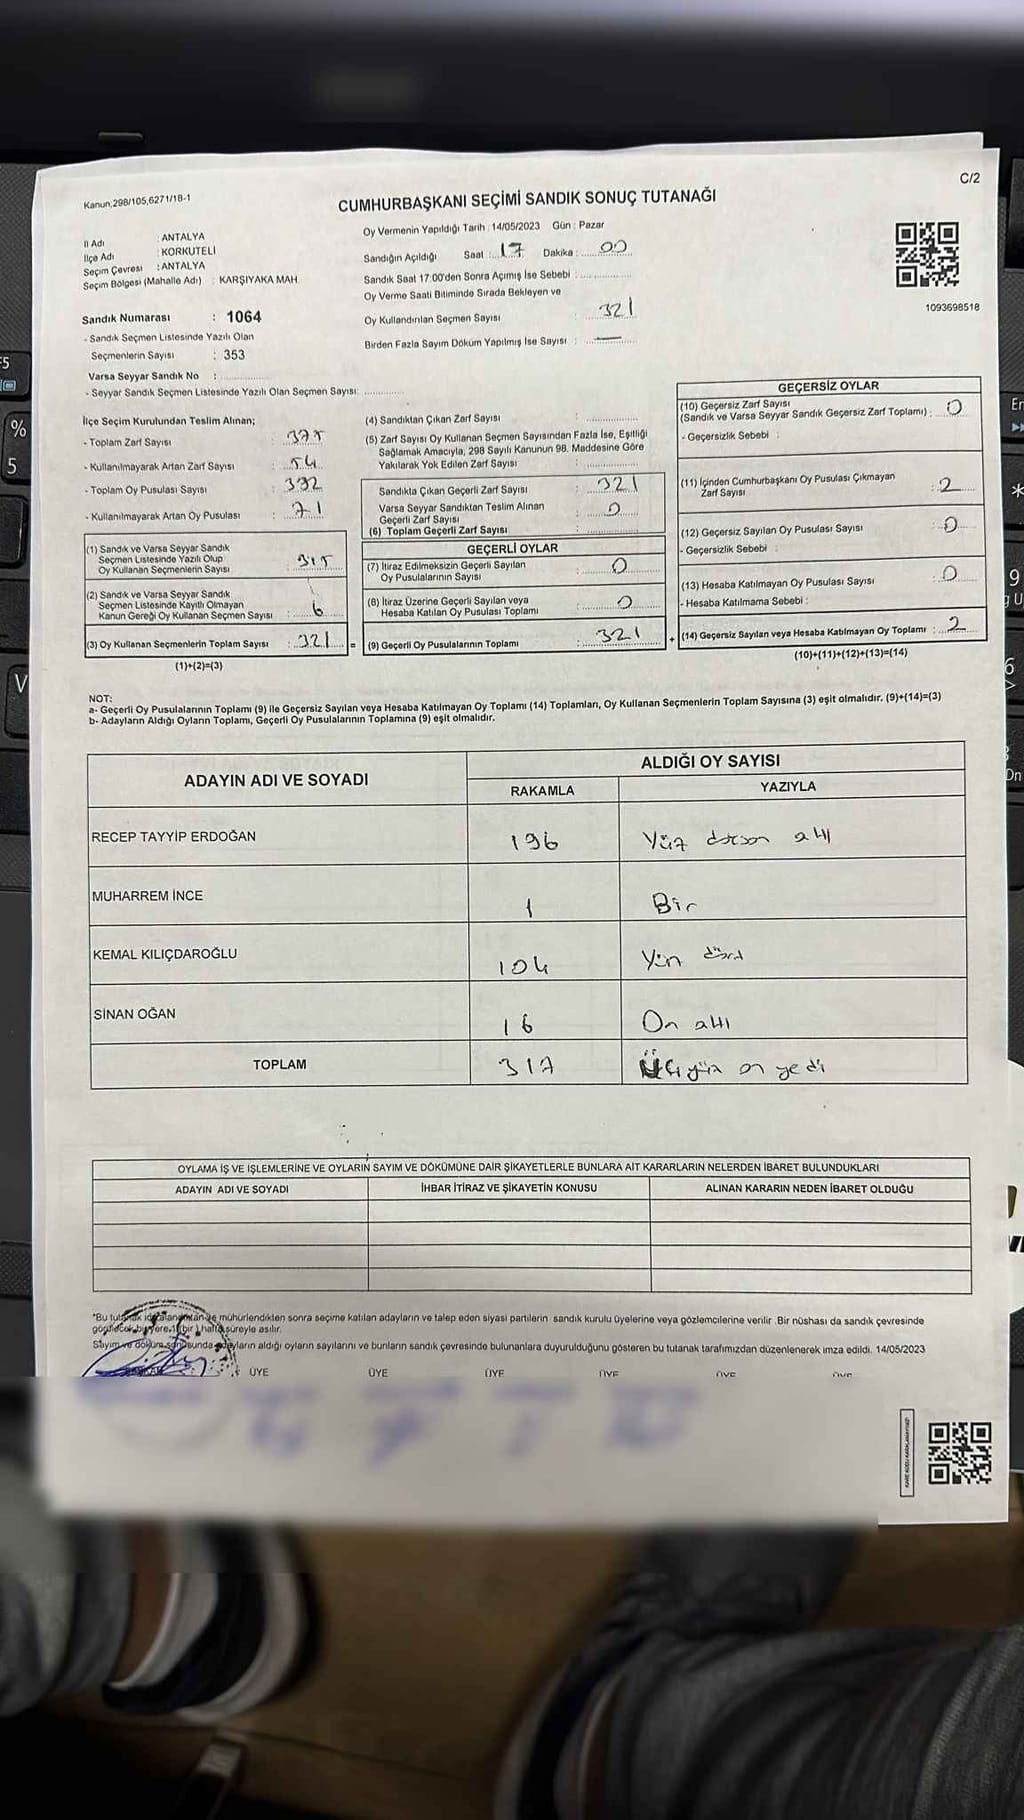 C/2
Kanun,298/105,6271/18-1
CUMHURBAŞKANI SEÇİMİ SANDIK SONUÇ TUTANAĞI
İl Adı : ANTALYA
İlçe Adı : KORKUTELİ
Seçim Çevresi : ANTALYA
Seçim Bölgesi (Mahalle Adı) : KARŞIYAKA MAH
Sandık Numarası : 1064
- Sandık Seçmen Listesinde Yazılı Olan
Seçmenlerin Sayısı : 353
Varsa Seyyar Sandık No :
- Seyyar Sandık Seçmen Listesinde Yazılı Olan Seçmen Sayısı:
Oy Vermenin Yapıldığı Tarih : 14/05/2023 Gün : Pazar
Sandığın Açıldığı Saat : 17 Dakika : 00
Sandık Saat 17:00'den Sonra Açımış İse Sebebi :
Oy Verme Saati Bitiminde Sırada Bekleyen ve
Oy Kullandırılan Seçmen Sayısı : 321
Birden Fazla Sayım Döküm Yapılmış İse Sayısı : —
1093698518
İlçe Seçim Kurulundan Teslim Alınan;
- Toplam Zarf Sayısı : 375
- Kullanılmayarak Artan Zarf Sayısı : 54
- Toplam Oy Pusulası Sayısı : 392
- Kullanılmayarak Artan Oy Pusulası : 71
(1) Sandık ve Varsa Seyyar Sandık
Seçmen Listesinde Yazılı Olup
Oy Kullanan Seçmenlerin Sayısı : 315
(2) Sandık ve Varsa Seyyar Sandık
Seçmen Listesinde Kayıtlı Olmayan
Kanun Gereği Oy Kullanan Seçmen Sayısı : 6
(3) Oy Kullanan Seçmenlerin Toplam Sayısı : 321 =
(1)+(2)=(3)
(4) Sandıktan Çıkan Zarf Sayısı :
(5) Zarf Sayısı Oy Kullanan Seçmen Sayısından Fazla İse, Eşitliği
Sağlamak Amacıyla, 298 Sayılı Kanunun 98. Maddesine Göre
Yakılarak Yok Edilen Zarf Sayısı :
Sandıkla Çıkan Geçerli Zarf Sayısı : 321
Varsa Seyyar Sandıktan Teslim Alınan
Geçerli Zarf Sayısı : 0
(6) Toplam Geçerli Zarf Sayısı :
GEÇERLİ OYLAR
(7) İtiraz Edilmeksizin Geçerli Sayılan
Oy Pusulalarının Sayısı : 0
(8) İtiraz Üzerine Geçerli Sayılan veya
Hesaba Katılan Oy Pusulası Toplamı : 0
(9) Geçerli Oy Pusulalarının Toplamı : 321 +
GEÇERSİZ OYLAR
(10) Geçersiz Zarf Sayısı
(Sandık ve Varsa Seyyar Sandık Geçersiz Zarf Toplamı) : 0
- Geçersizlik Sebebi :
(11) İçinden Cumhurbaşkanı Oy Pusulası Çıkmayan
Zarf Sayısı : 2
(12) Geçersiz Sayılan Oy Pusulası Sayısı : 0
- Geçersizlik Sebebi :
(13) Hesaba Katılmayan Oy Pusulası Sayısı : 0
- Hesaba Katılmama Sebebi :
(14) Geçersiz Sayılan veya Hesaba Katılmayan Oy Toplamı : 2
(10)+(11)+(12)+(13)=(14)
NOT:
a- Geçerli Oy Pusulalarının Toplamı (9) ile Geçersiz Sayılan veya Hesaba Katılmayan Oy Toplamı (14) Toplamları, Oy Kullanan Seçmenlerin Toplam Sayısına (3) eşit olmalıdır. (9)+(14)=(3)
b- Adayların Aldığı Oyların Toplamı, Geçerli Oy Pusulalarının Toplamına (9) eşit olmalıdır.
ADAYIN ADI VE SOYADI ALDIĞI OY SAYISI
RAKAMLA YAZIYLA
RECEP TAYYİP ERDOĞAN 196 Yüz doksan altı
MUHARREM İNCE 1 Bir
KEMAL KILIÇDAROĞLU 104 Yüz dört
SİNAN OĞAN 16 On altı
TOPLAM 317 Üçyüz on yedi
OYLAMA İŞ VE İŞLEMLERİNE VE OYLARIN SAYIM VE DÖKÜMÜNE DAİR ŞİKAYETLERLE BUNLARA AİT KARARLARIN NELERDEN İBARET BULUNDUKLARI
ADAYIN ADI VE SOYADI İHBAR İTİRAZ VE ŞİKAYETİN KONUSU ALINAN KARARIN NEDEN İBARET OLDUĞU
*Bu mühürlendikten sonra seçime katılan adayların ve talep eden siyasi partilerin sandık kurulu üyelerine veya gözlemcilerine verilir .Bir nüshası da sandık çevresinde
süreyle asılır.
Sayım ve adayların aldığı oyların sayılarını ve bunların sandık çevresinde bulunanlara duyurulduğunu gösteren bu tutanak tarafımızdan düzenlenerek imza edildi. 14/05/2023
ÜYE ÜYE ÜYE ÜYE ÜYE ÜYE
F5
%
5
V
9
6